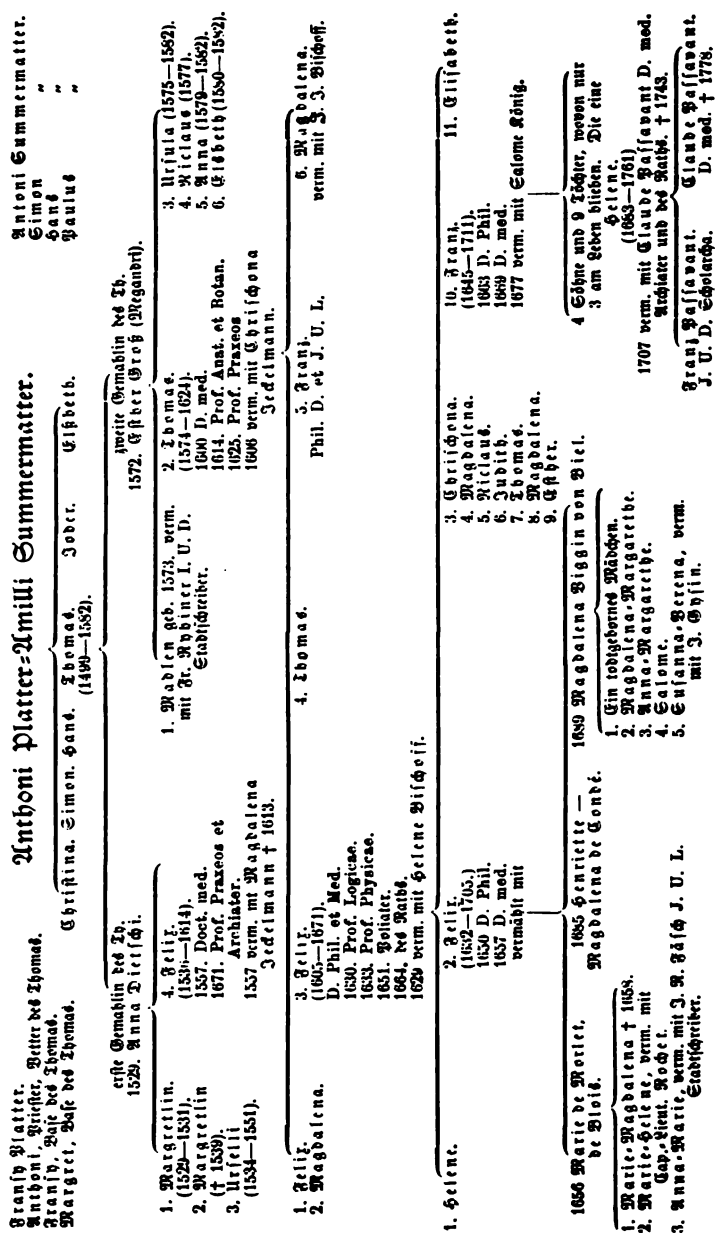 Anthoni Platter-Amilli Summermatter.
Fransy Platter.
Anthoni, Priester, Vetter des Thomas.
Fransy, Base des Thomas.
Margret, Base des Thomas.
Antoni Summermatter.
Simon "
Hans "
Paulus "
Christina. Simon. Hans. Thomas. Joder. Elsbeth.
(1499—1582).
erste Gemahlin des Th.
1529. Anna Dietschi.
zweite Gemahlin des Th.
1572. Esther Groß (Megandri).
1. Margretlin.
(1529—1531).
2. Margretlin
(† 1539).
3. Urselli
(1534—1551).
4. Felix.
(1536—1614).
1557. Doct. med.
1671. Prof. Praxeos et
Archiater.
1557 verm. mt Magdalena
Jedelmann † 1613.
1. Madlen geb. 1573. verm.
mit Fr. Rybiner I. U. D.
Stadtschreiber.
2. Thomas.
(1574—1624).
1600 D. med.
1614. Prof. Anat. et Botan.
1625. Prof. Praxeos
1606 verm. mit Chrischona
Jedelmann.
3. Ursula (1575—1582).
4. Niclaus (1577).
5. Anna (1579—1582).
6. Elsbeth (1580—1582).
1. Felix.
2. Magdalena.
3. Felix.
(1605—1671).
D. Phil. et Med.
1630. Prof. Logicae.
1633. Prof. Physicae.
1651. Poliater.
1664. des Raths.
1629 verm. mit Helene Bischoff.
4. Thomas.
5. Franz.
Phil. D. et J. U. L.
6. Magdalena.
verm. mit J. J. Bischoff.
1. Helene.
2. Felix.
(1632—1705.)
1650 D. Phil.
1657 D. med.
vermählt mit
3. Chrischona.
4. Magdalena.
5. Niclaus.
6. Judith.
7. Thomas.
8. Magdalena.
9. Esther.
10. Franz.
(1645—1711).
1663 D. Phil.
1669 D. med.
1677 verm. mit Salome König.
11. Elisabeth.
1656 Marie de Morlet.
de Blois.
1685 Henriette —
Magdalena de Condé.
1689 Magdalena Biggin von Biel.
4 Söhne und 9 Töchter, wovon nur
3 am Leben blieben. Die eine
Helene.
(1683—1761)
1707 verm. mit Claude Passavant D. med.
Archiater und des Raths. † 1743.
1. Marie-Magdalena † 1658.
2. Marie-Helene, verm. mit
Cap.-Lieut. Rochet.
3. Anna-Marie, verm. mit J. R. Fäsch J. U. L.
Stadtschreiber.
1. Ein todtgebornes Mädchen.
2. Magdalena-Margarethe.
3. Anna-Margarethe.
4. Salome.
5. Susanna-Verena, verm.
mit J. Gysin.
Franz Passavant.
J. U. D. Scholarcha.
Claude Passavant.
D. med. † 1778.